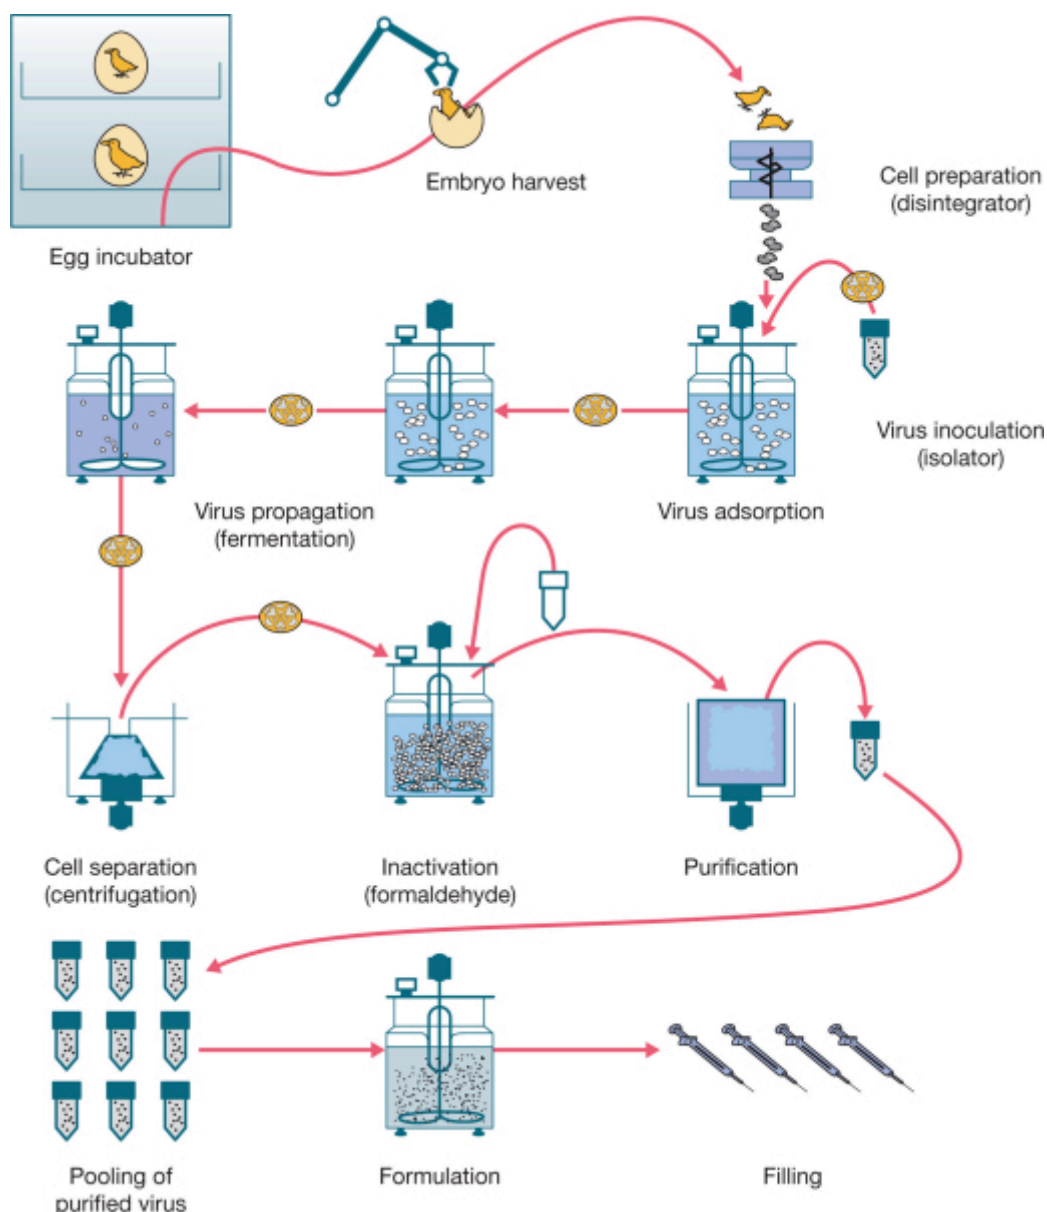 Embryo harvest
Cell preparation
(disintegrator)
Egg incubator
Virus inoculation
(isolator)
Virus propagation
(fermentation)
Virus adsorption
Cell separation
(centrifugation)
Inactivation
(formaldehyde)
Purification
Pooling of
purified virus
Formulation
Filling